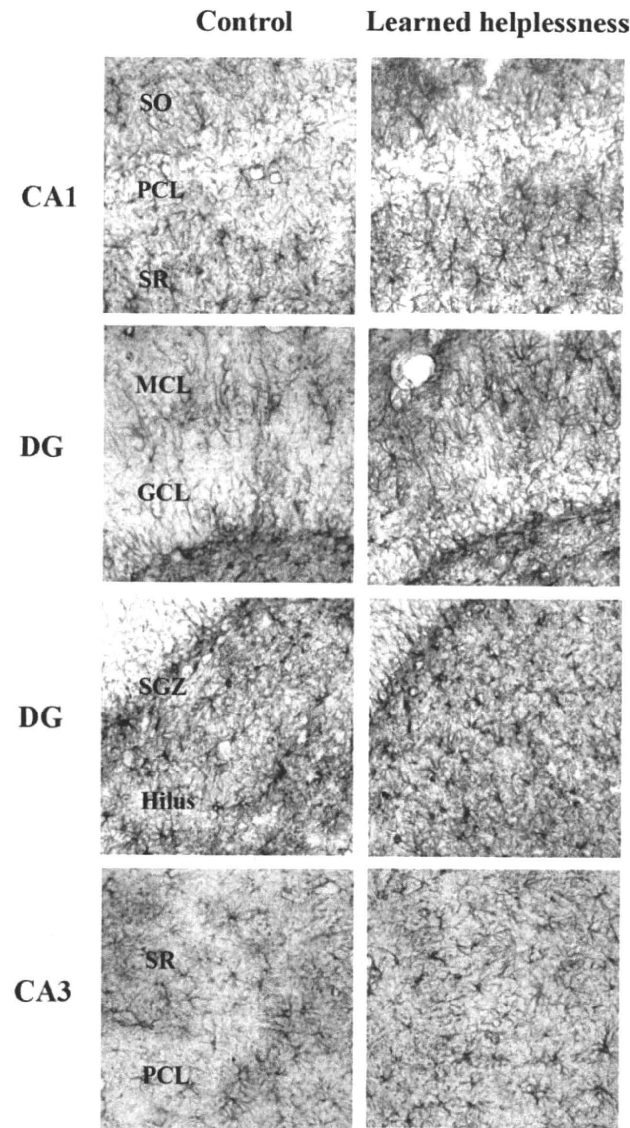 Control Learned helplessness
SO
CA1
PCL
SR
MCL
DG
GCL
SGZ
DG
Hilus
SR
CA3
PCL